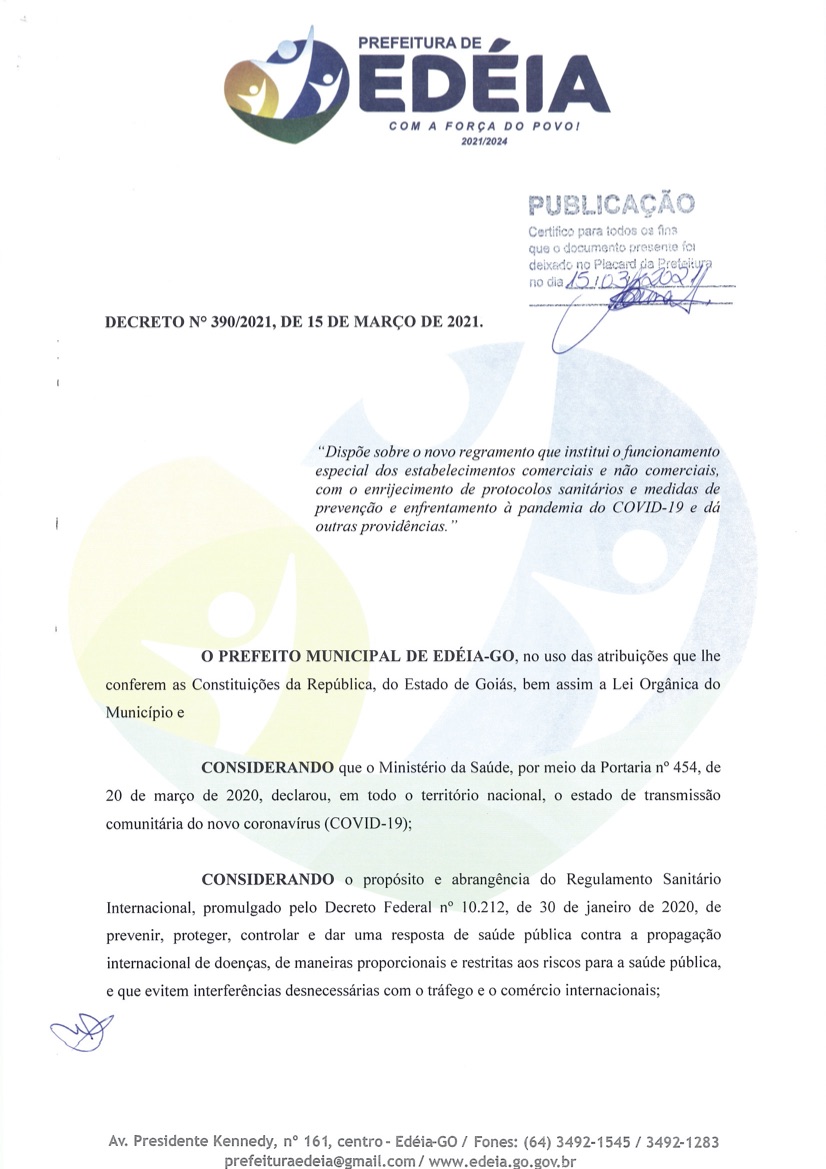 PREFEITURA DE
EDÉIA
COM A FORÇA DO POVO!
2021/2024
PUBLICAÇÃO
Certifico para todos os fins
que o documento presente foi
deixado no Placard da Prefeitura
no dia 15/03/2021
DECRETO Nº 390/2021, DE 15 DE MARÇO DE 2021.
“Dispõe sobre o novo regramento que institui o funcionamento
especial dos estabelecimentos comerciais e não comerciais,
com o enrijecimento de protocolos sanitários e medidas de
prevenção e enfrentamento à pandemia do COVID-19 e dá
outras providências.”
O PREFEITO MUNICIPAL DE EDÉIA-GO, no uso das atribuições que lhe
conferem as Constituições da República, do Estado de Goiás, bem assim a Lei Orgânica do
Município e
CONSIDERANDO que o Ministério da Saúde, por meio da Portaria nº 454, de
20 de março de 2020, declarou, em todo o território nacional, o estado de transmissão
comunitária do novo coronavírus (COVID-19);
CONSIDERANDO o propósito e abrangência do Regulamento Sanitário
Internacional, promulgado pelo Decreto Federal nº 10.212, de 30 de janeiro de 2020, de
prevenir, proteger, controlar e dar uma resposta de saúde pública contra a propagação
internacional de doenças, de maneiras proporcionais e restritas aos riscos para a saúde pública,
e que evitem interferências desnecessárias com o tráfego e o comércio internacionais;
Av. Presidente Kennedy, nº 161, centro - Edéia-GO / Fones: (64) 3492-1545 / 3492-1283
prefeituraedeia@gmail.com / www.edeia.go.gov.br